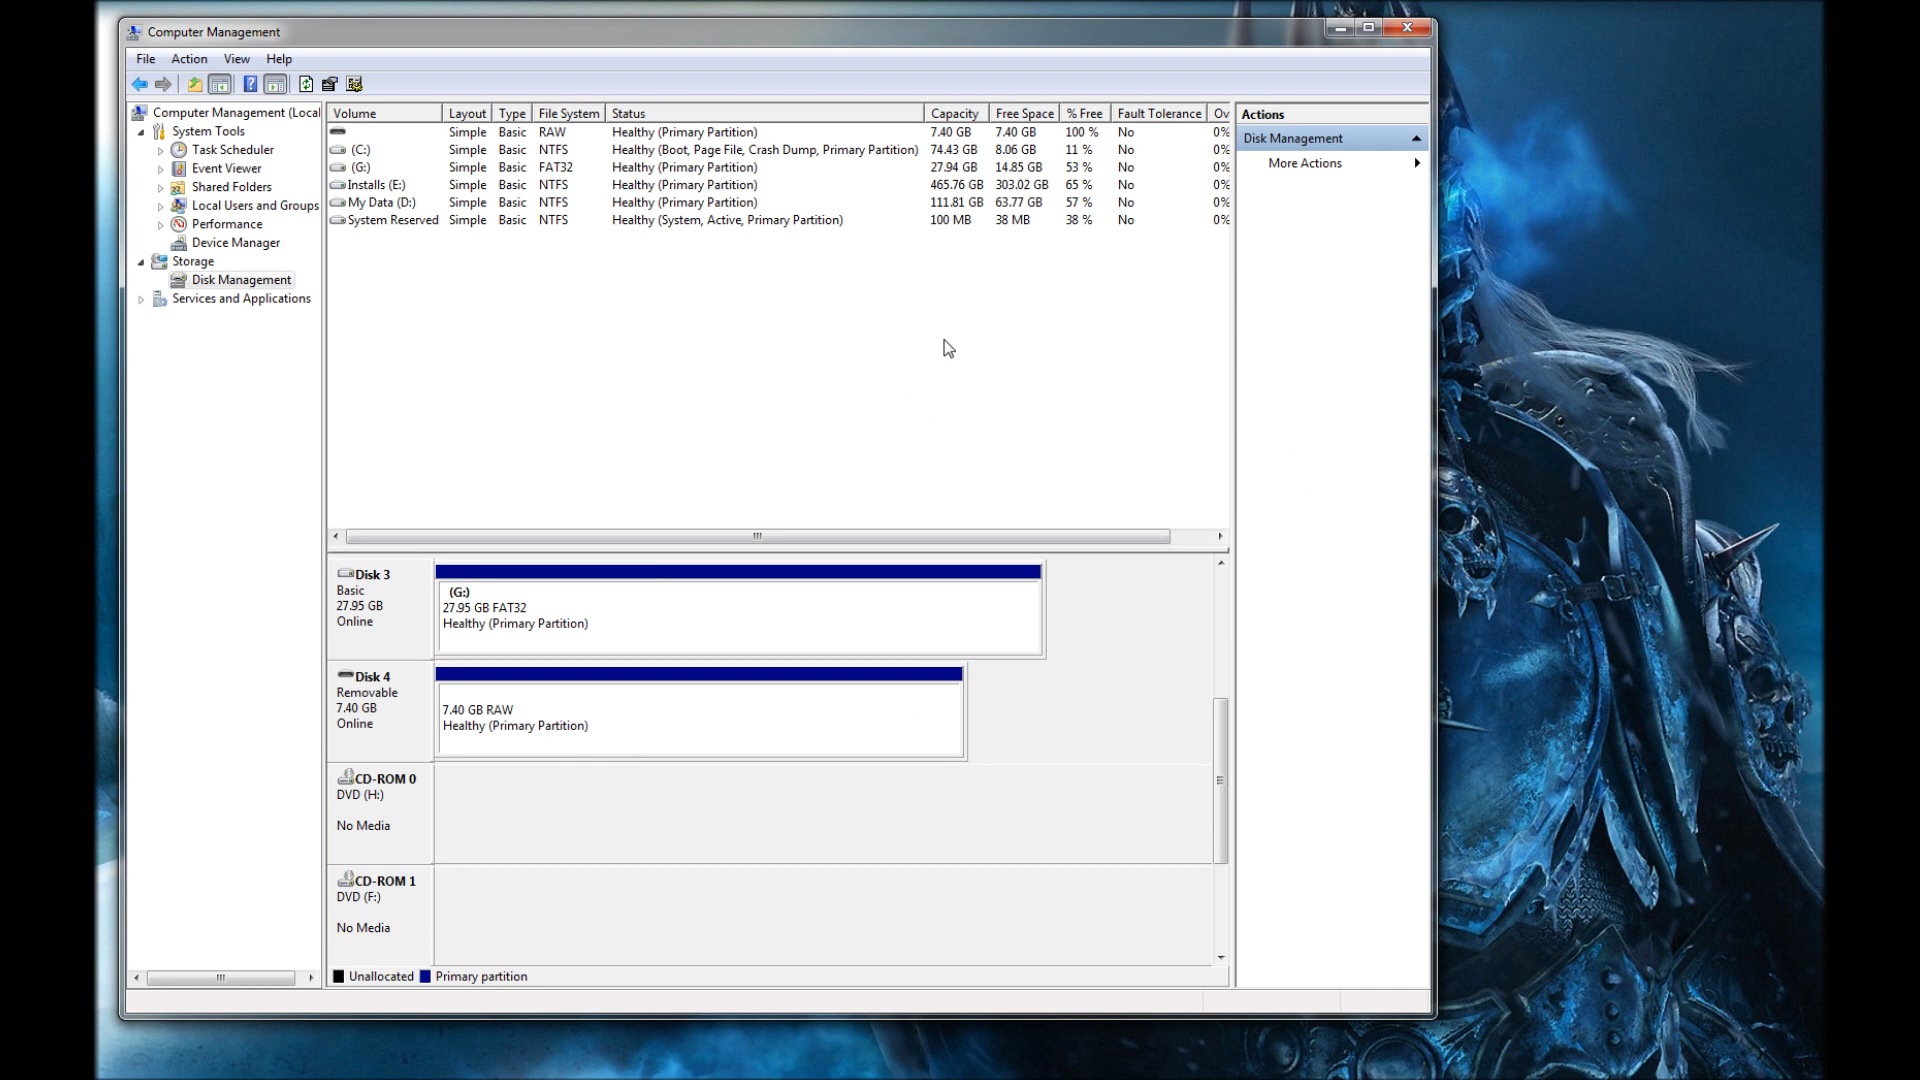 Computer Management
File Action View Help
Computer Management (Local
System Tools
Task Scheduler
Event Viewer
Shared Folders
Local Users and Groups
Performance
Device Manager
Storage
Disk Management
Services and Applications
Volume Layout Type File System Status Capacity Free Space % Free Fault Tolerance Ov
Simple Basic RAW Healthy (Primary Partition) 7.40 GB 7.40 GB 100 % No 0%
(C:) Simple Basic NTFS Healthy (Boot, Page File, Crash Dump, Primary Partition) 74.43 GB 8.06 GB 11 % No 0%
(G:) Simple Basic FAT32 Healthy (Primary Partition) 27.94 GB 14.85 GB 53 % No 0%
Installs (E:) Simple Basic NTFS Healthy (Primary Partition) 465.76 GB 303.02 GB 65 % No 0%
My Data (D:) Simple Basic NTFS Healthy (Primary Partition) 111.81 GB 63.77 GB 57 % No 0%
System Reserved Simple Basic NTFS Healthy (System, Active, Primary Partition) 100 MB 38 MB 38 % No 0%
Disk 3
Basic
27.95 GB
Online
(G:)
27.95 GB FAT32
Healthy (Primary Partition)
Disk 4
Removable
7.40 GB
Online
7.40 GB RAW
Healthy (Primary Partition)
CD-ROM 0
DVD (H:)
No Media
CD-ROM 1
DVD (F:)
No Media
Unallocated Primary partition
Actions
Disk Management
More Actions